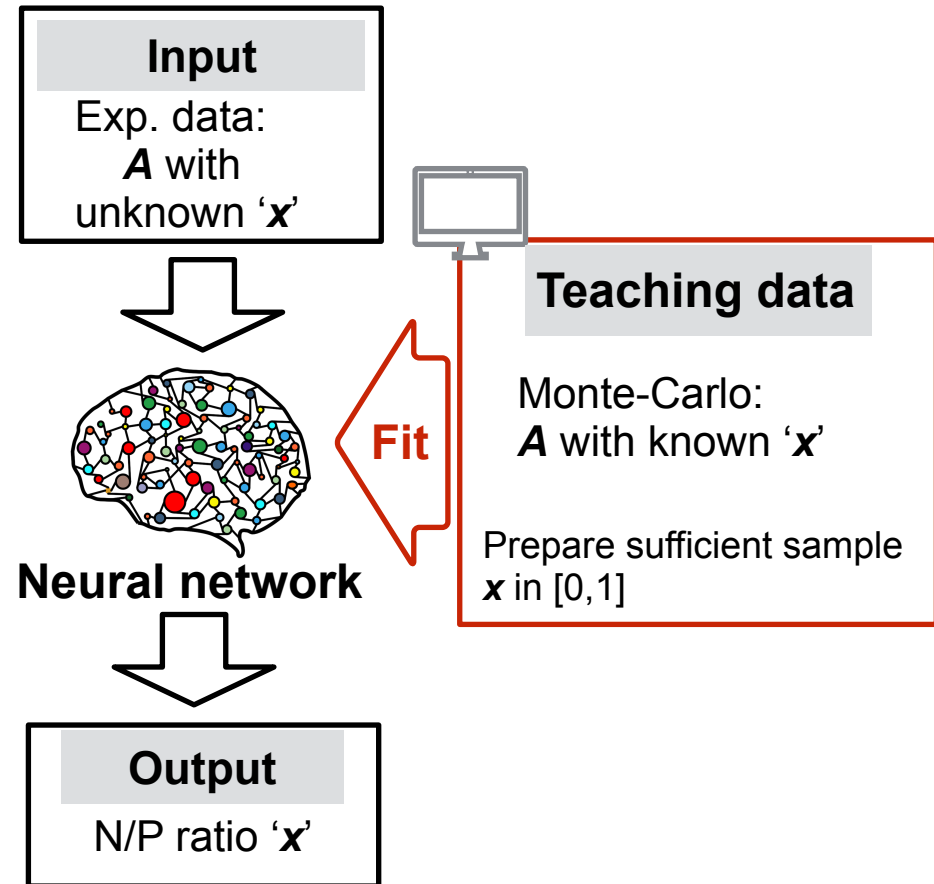 Input
Exp. data:
A with
unknown ‘x’
Teaching data
Monte-Carlo:
A with known ‘x’
Prepare sufficient sample
x in [0,1]
Fit
Neural network
Output
N/P ratio ‘x’